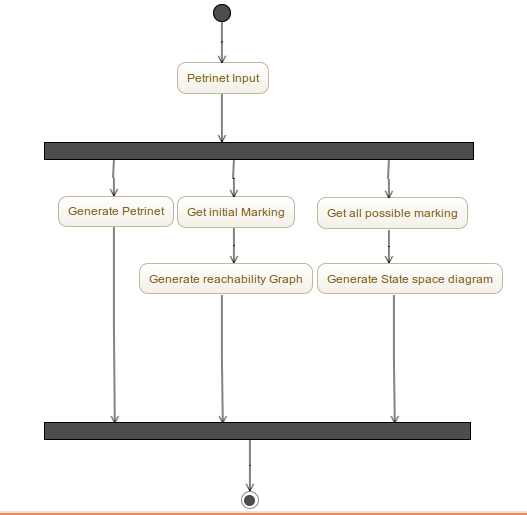 Petrinet Input
Generate Petrinet
Get initial Marking
Get all possible marking
Generate reachability Graph
Generate State space diagram